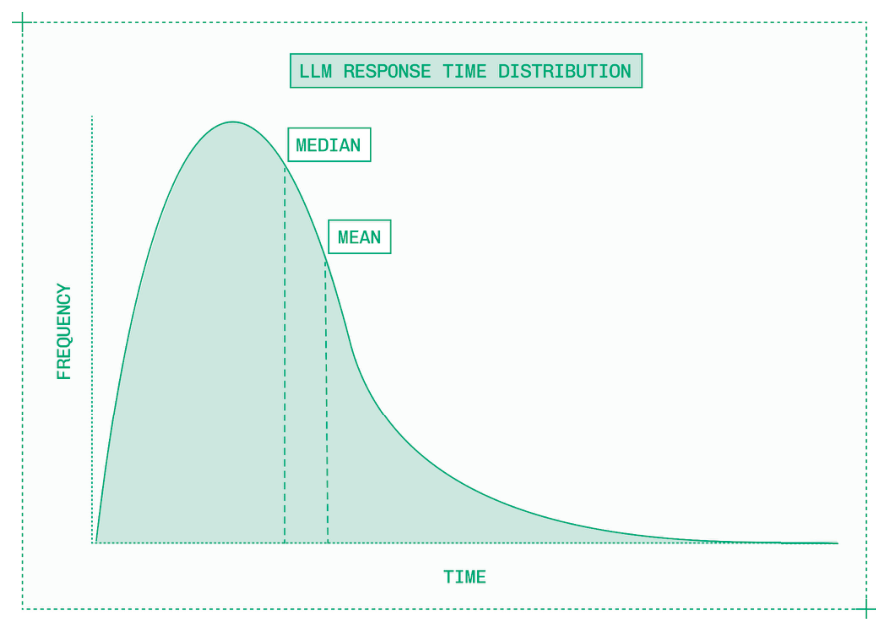 LLM RESPONSE TIME DISTRIBUTION
MEDIAN
MEAN
FREQUENCY
TIME